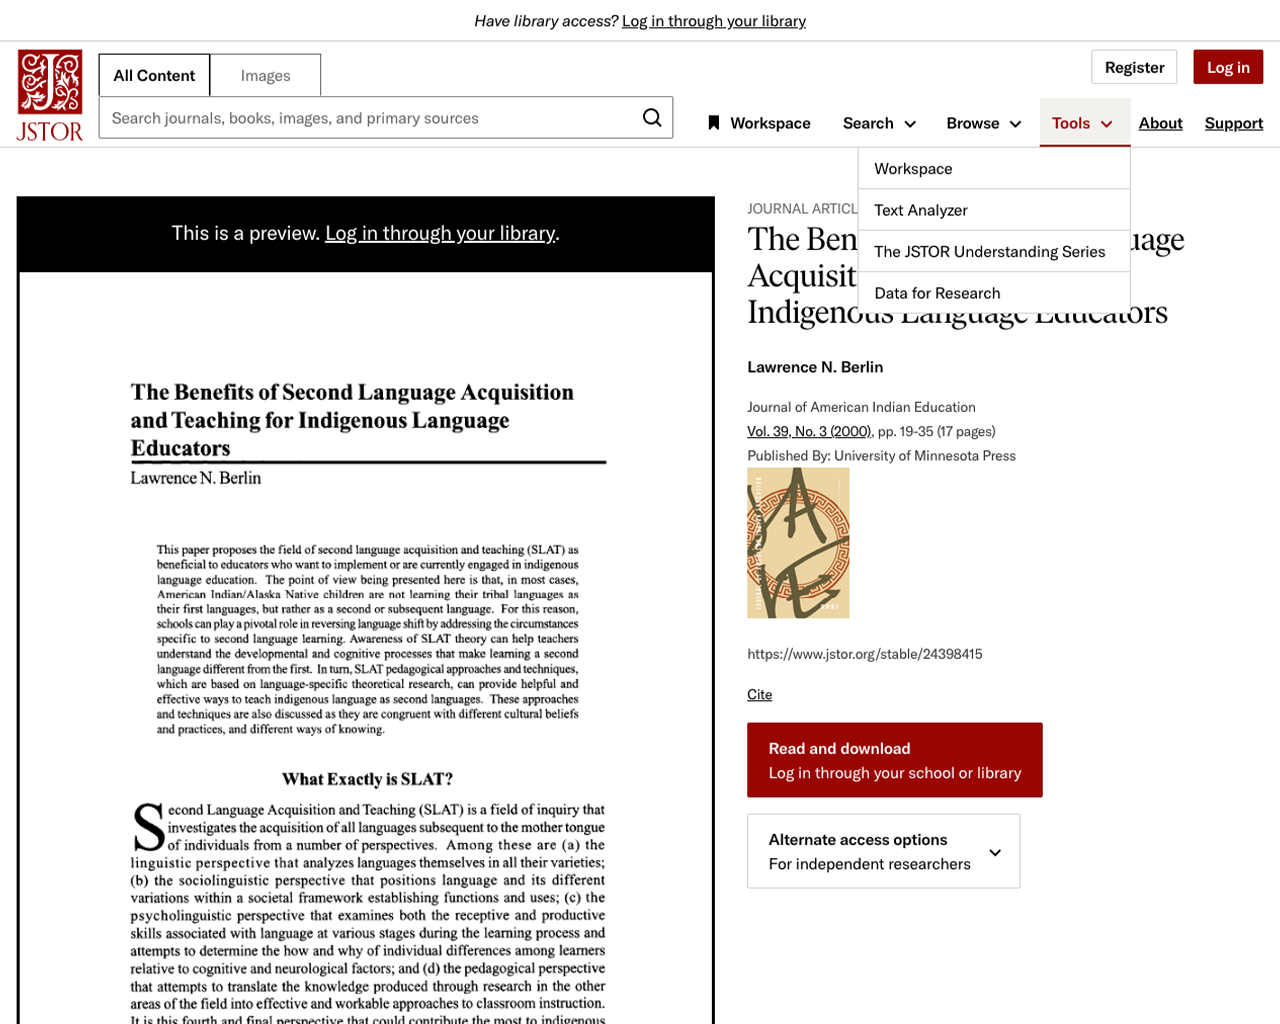 Have library access? Log in through your library
JSTOR
All Content
Images
Register
Log in
Search journals, books, images, and primary sources
Workspace
Search
Browse
Tools
About
Support
Workspace
Text Analyzer
The JSTOR Understanding Series
Data for Research
This is a preview. Log in through your library.
The Benefits of Second Language Acquisition
and Teaching for Indigenous Language
Educators
Lawrence N. Berlin
This paper proposes the field of second language acquisition and teaching (SLAT) as
beneficial to educators who want to implement or are currently engaged in indigenous
language education. The point of view being presented here is that, in most cases,
American Indian/Alaska Native children are not learning their tribal languages as
their first languages, but rather as a second or subsequent language. For this reason,
schools can play a pivotal role in reversing language shift by addressing the circumstances
specific to second language learning. Awareness of SLAT theory can help teachers
understand the developmental and cognitive processes that make learning a second
language different from the first. In turn, SLAT pedagogical approaches and techniques,
which are based on language-specific theoretical research, can provide helpful and
effective ways to teach indigenous language as second languages. These approaches
and techniques are also discussed as they are congruent with different cultural beliefs
and practices, and different ways of knowing.
What Exactly is SLAT?
Second Language Acquisition and Teaching (SLAT) is a field of inquiry that
investigates the acquisition of all languages subsequent to the mother tongue
of individuals from a number of perspectives. Among these are (a) the
linguistic perspective that analyzes languages themselves in all their varieties;
(b) the sociolinguistic perspective that positions language and its different
variations within a societal framework establishing functions and uses; (c) the
psycholinguistic perspective that examines both the receptive and productive
skills associated with language at various stages during the learning process and
attempts to determine the how and why of individual differences among learners
relative to cognitive and neurological factors; and (d) the pedagogical perspective
that attempts to translate the knowledge produced through research in the other
areas of the field into effective and workable approaches to classroom instruction.
It is this fourth and final perspective that could contribute the most to indigenous
JOURNAL ARTICL
The Ben uage
Acquisit
Indigenous Language Educators
Lawrence N. Berlin
Journal of American Indian Education
Vol. 39, No. 3 (2000), pp. 19-35 (17 pages)
Published By: University of Minnesota Press
https://www.jstor.org/stable/24398415
Cite
Read and download
Log in through your school or library
Alternate access options
For independent researchers